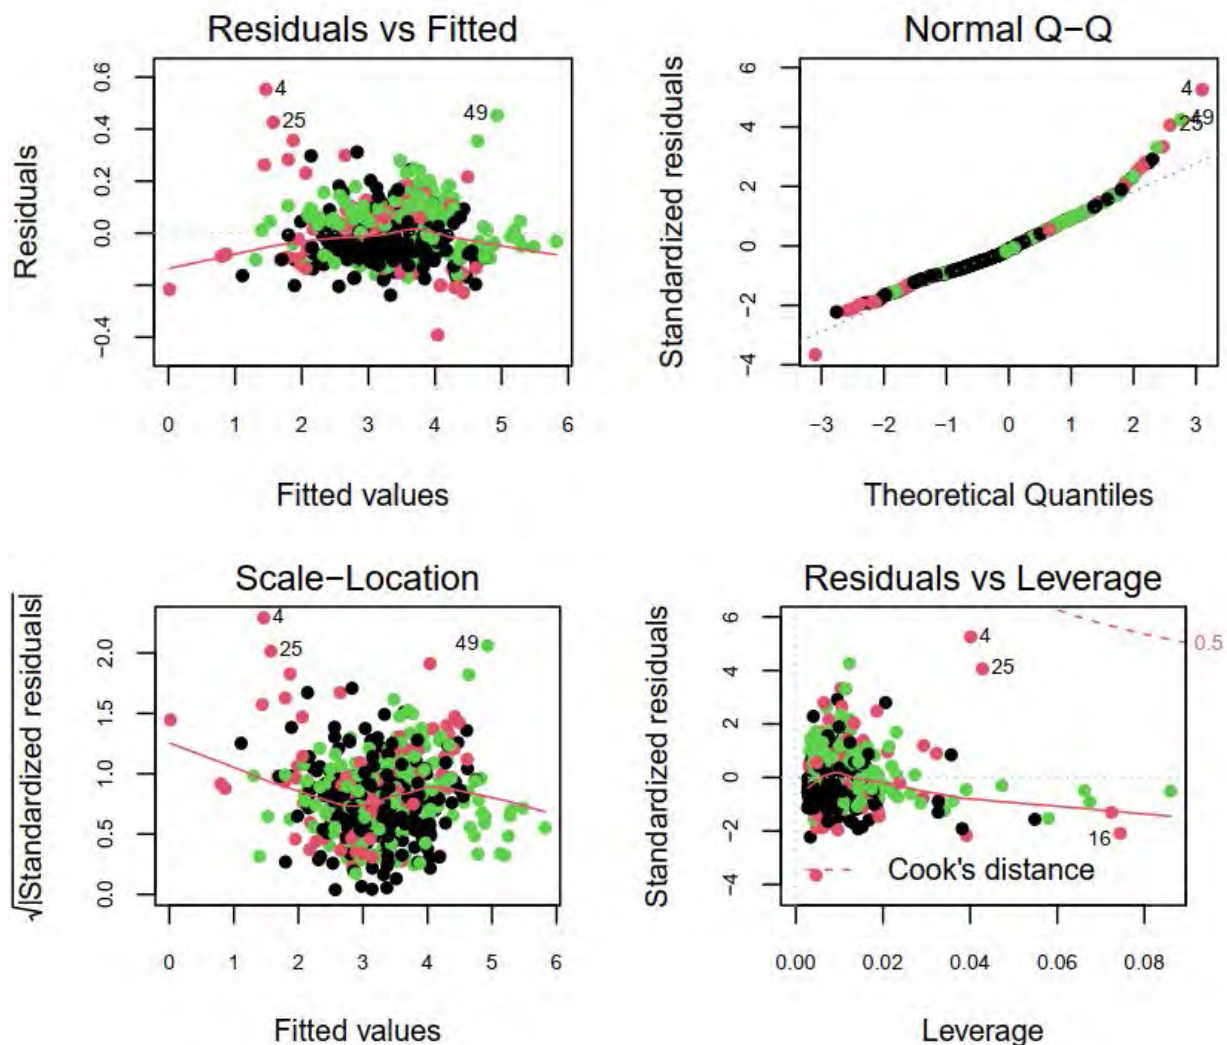 Residuals vs Fitted
Residuals
0.6
0.4
0.2
0.0
−0.4
4
25
49
0 1 2 3 4 5 6
Fitted values
Normal Q−Q
Standardized residuals
6
4
2
0
−2
−4
4
49
25
−3 −2 −1 0 1 2 3
Theoretical Quantiles
Scale−Location
√|Standardized residuals|
2.0
1.5
1.0
0.5
0.0
4
25
49
0 1 2 3 4 5 6
Fitted values
Residuals vs Leverage
Standardized residuals
6
4
2
0
−2
−4
4
25
16
0.5
Cook's distance
0.00 0.02 0.04 0.06 0.08
Leverage